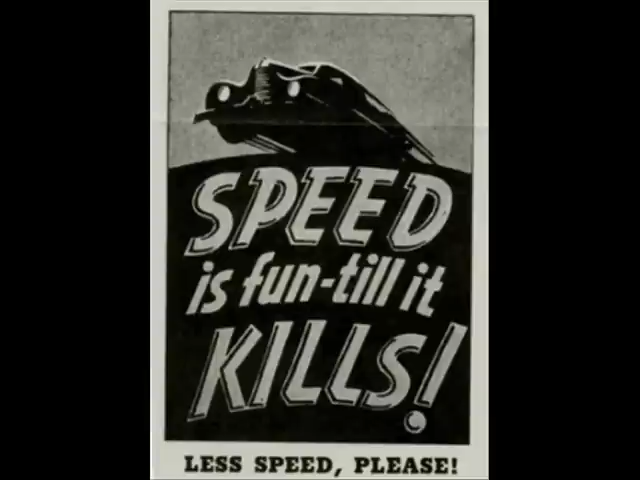 SPEED
is fun-till it
KILLS!
LESS SPEED, PLEASE!